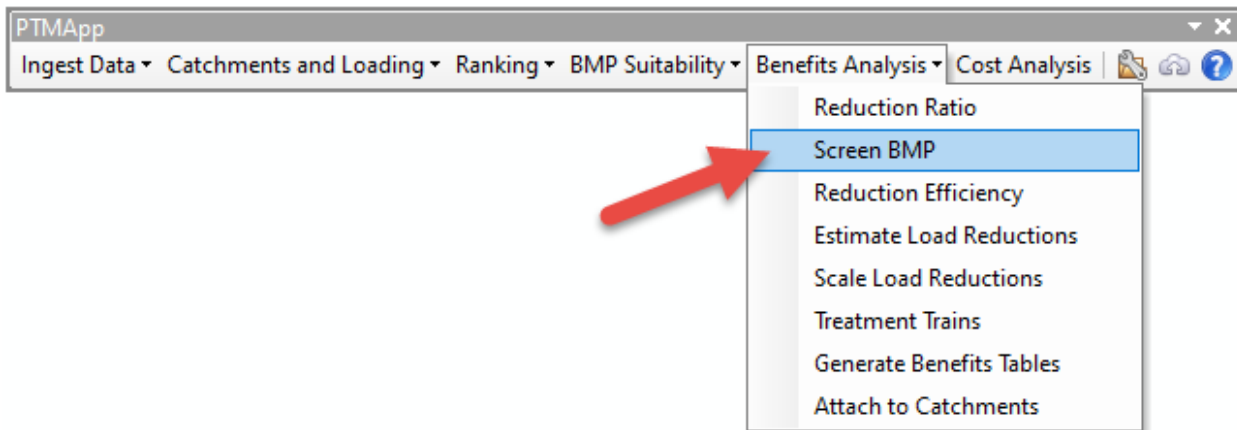 PTMApp
Ingest Data Catchments and Loading Ranking BMP Suitability Benefits Analysis Cost Analysis ?
Reduction Ratio
Screen BMP
Reduction Efficiency
Estimate Load Reductions
Scale Load Reductions
Treatment Trains
Generate Benefits Tables
Attach to Catchments